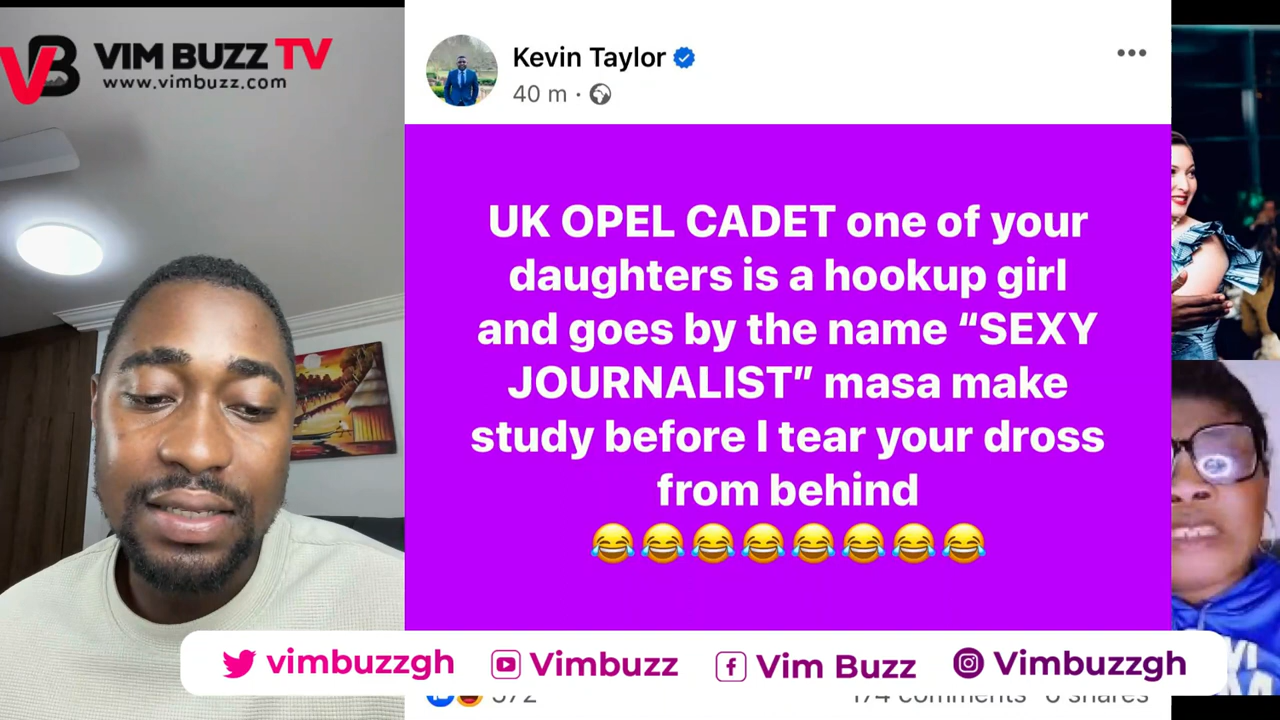 VIM BUZZ TV
www.vimbuzz.com
Kevin Taylor
40 m ·
UK OPEL CADET one of your
daughters is a hookup girl
and goes by the name “SEXY
JOURNALIST” masa make
study before I tear your dross
from behind
😂😂😂😂😂😂😂😂
vimbuzzgh
Vimbuzz
Vim Buzz
Vimbuzzgh
comments
shares